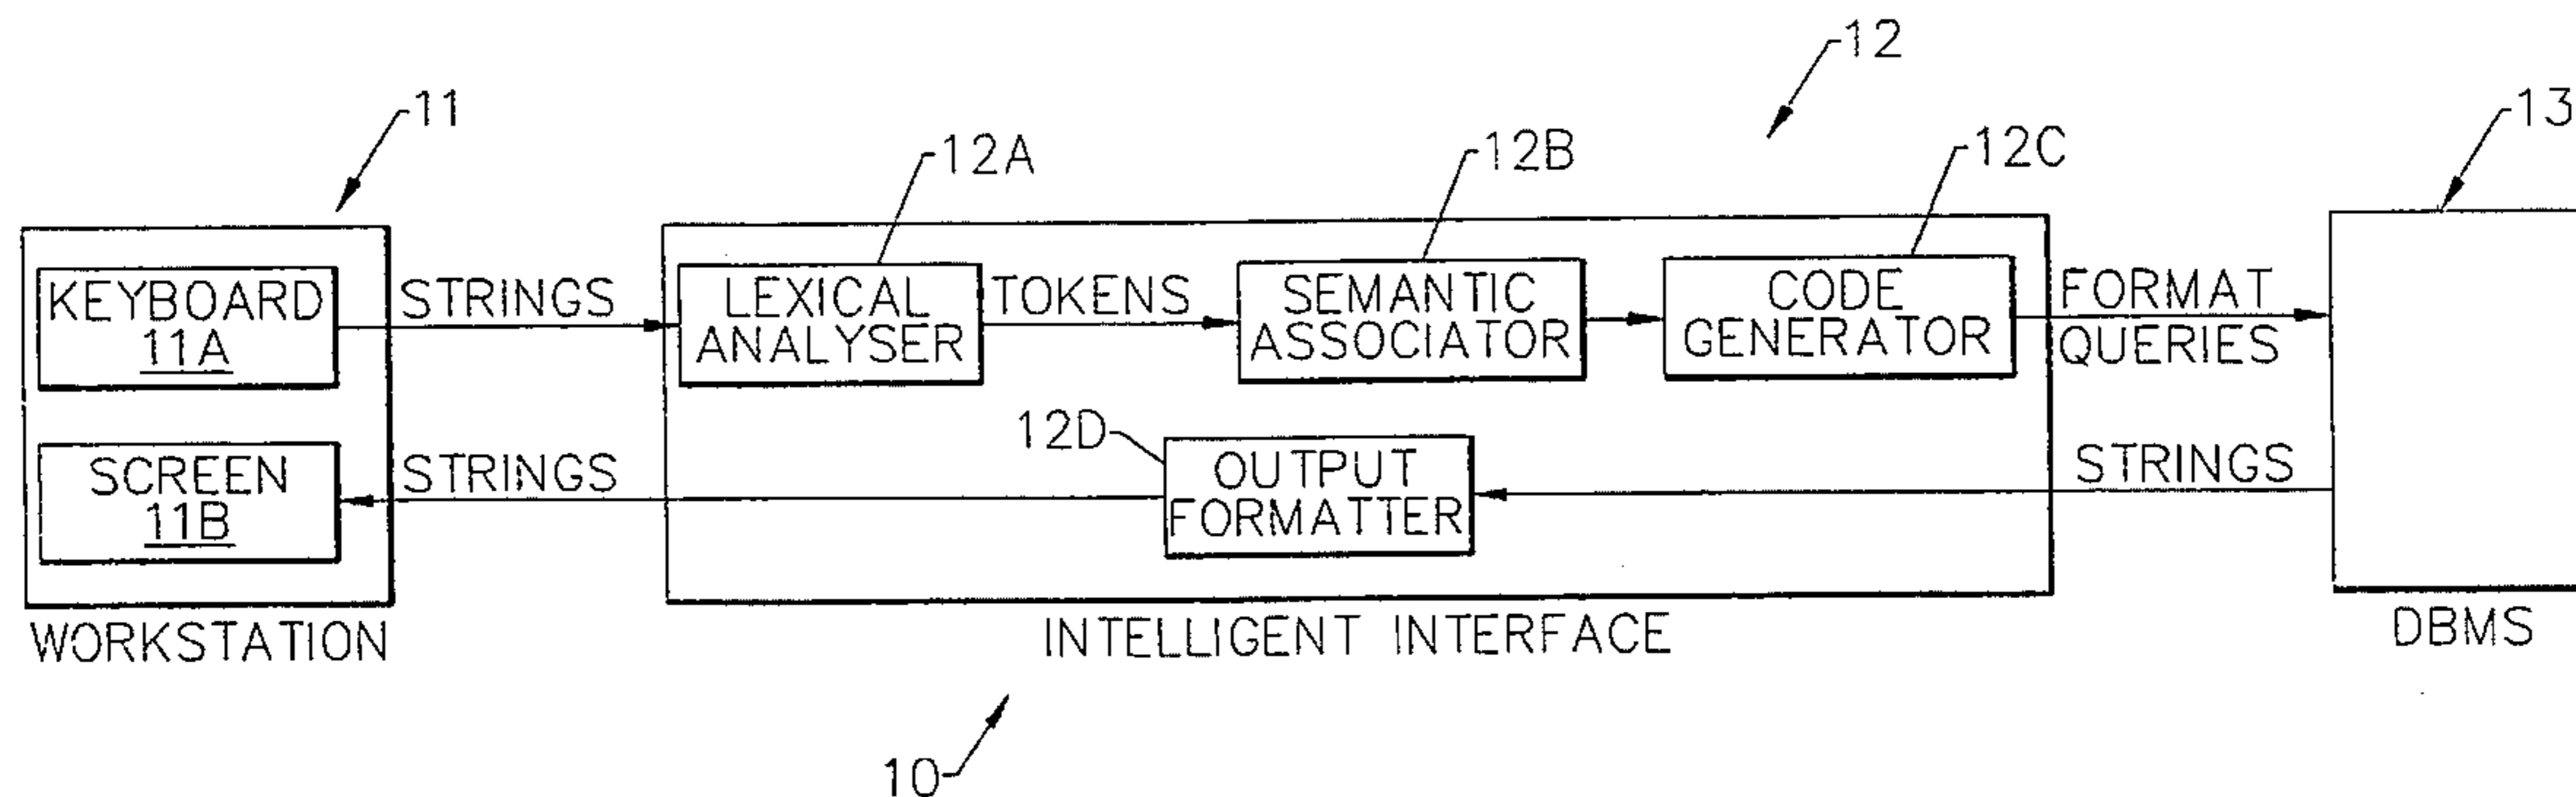 12
11
13
12A
12B
12C
KEYBOARD
11A
STRINGS
LEXICAL
ANALYSER
TOKENS
SEMANTIC
ASSOCIATOR
CODE
GENERATOR
FORMAT
QUERIES
SCREEN
11B
STRINGS
12D
OUTPUT
FORMATTER
STRINGS
WORKSTATION
INTELLIGENT INTERFACE
DBMS
10